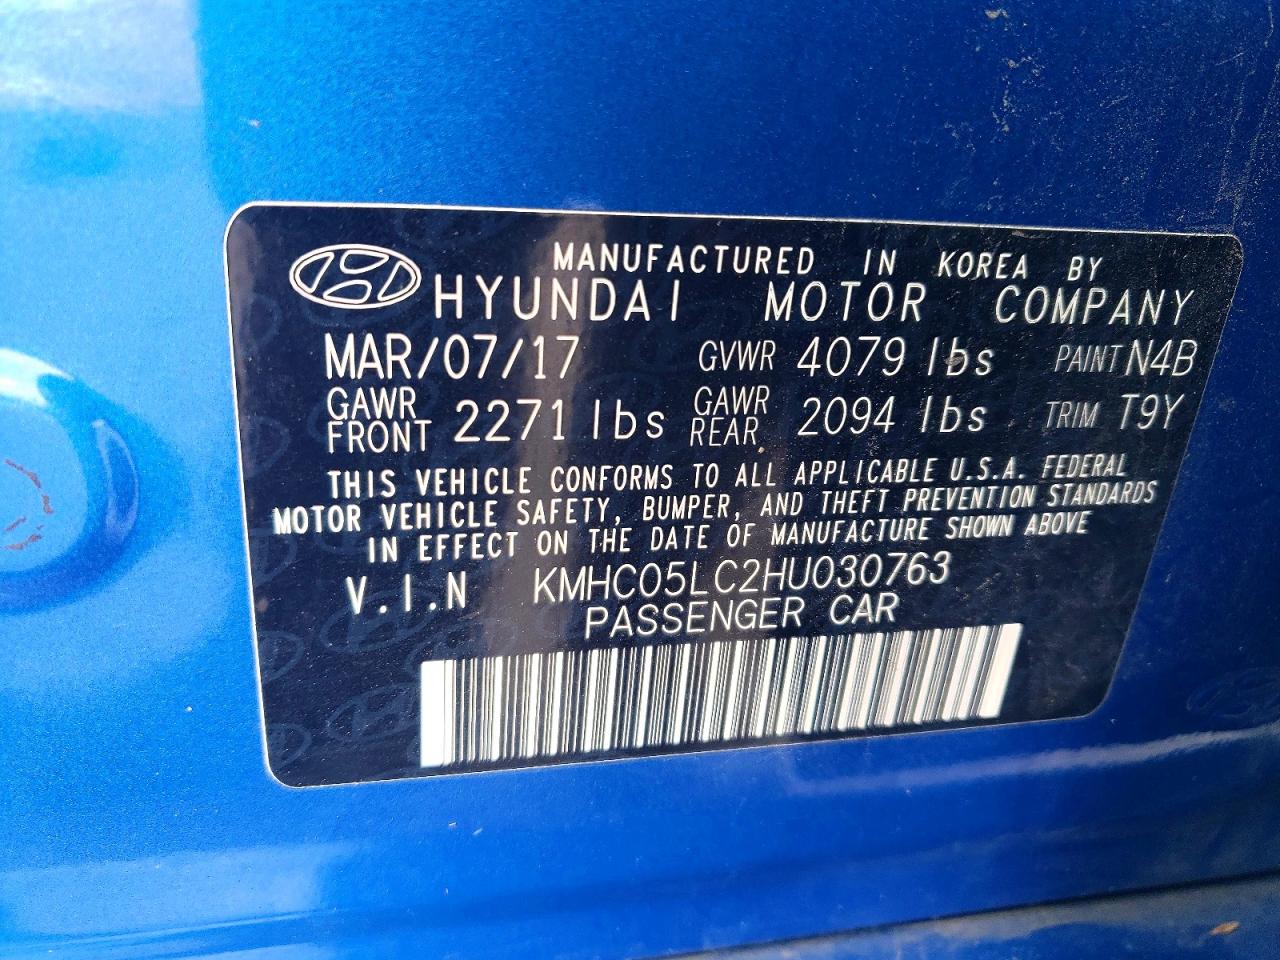 MANUFACTURED IN KOREA BY
HYUNDAI MOTOR COMPANY
MAR/07/17 GVWR 4079 lbs PAINT N4B
GAWR FRONT 2271 lbs GAWR REAR 2094 lbs TRIM T9Y
THIS VEHICLE CONFORMS TO ALL APPLICABLE U.S.A. FEDERAL
MOTOR VEHICLE SAFETY, BUMPER, AND THEFT PREVENTION STANDARDS
IN EFFECT ON THE DATE OF MANUFACTURE SHOWN ABOVE
V.I.N KMHC05LC2HU030763
PASSENGER CAR